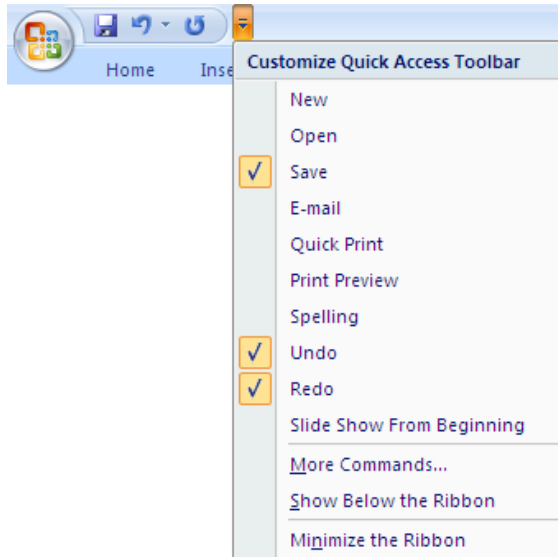 Home Inse
Customize Quick Access Toolbar
New
Open
Save
E-mail
Quick Print
Print Preview
Spelling
Undo
Redo
Slide Show From Beginning
More Commands...
Show Below the Ribbon
Minimize the Ribbon